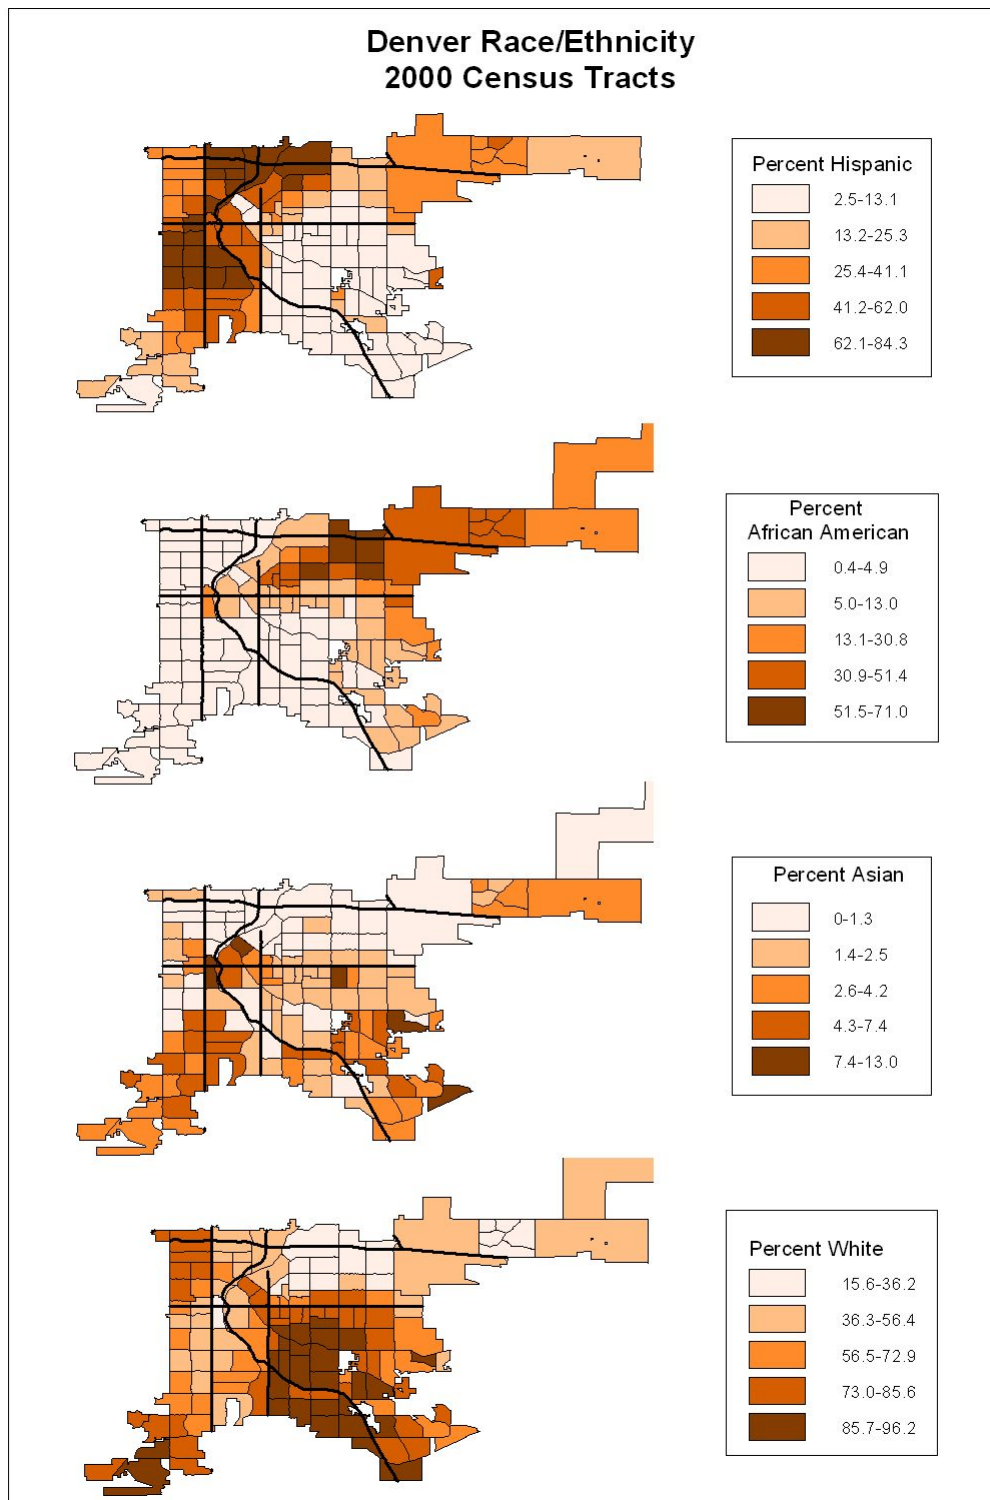 Denver Race/Ethnicity
2000 Census Tracts
Percent Hispanic
2.5-13.1
13.2-25.3
25.4-41.1
41.2-62.0
62.1-84.3
Percent
African American
0.4-4.9
5.0-13.0
13.1-30.8
30.9-51.4
51.5-71.0
Percent Asian
0-1.3
1.4-2.5
2.6-4.2
4.3-7.4
7.4-13.0
Percent White
15.6-36.2
36.3-56.4
56.5-72.9
73.0-85.6
85.7-96.2